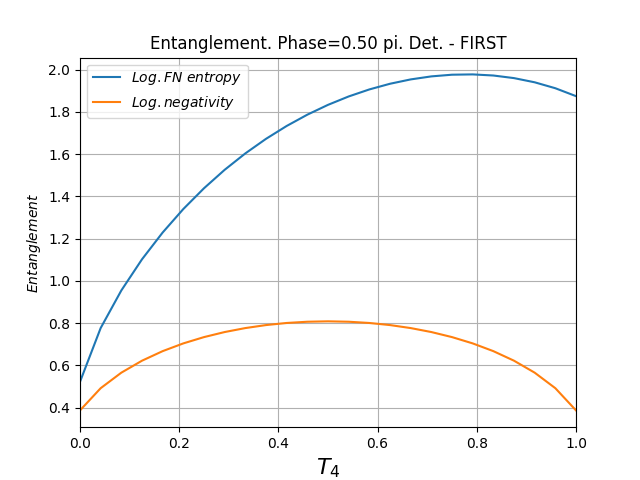 Entanglement. Phase=0.50 pi. Det. - FIRST
Log. FN entropy
Log. negativity
Entanglement
2.0
1.8
1.6
1.4
1.2
1.0
0.8
0.6
0.4
0.0 0.2 0.4 0.6 0.8 1.0
T₄